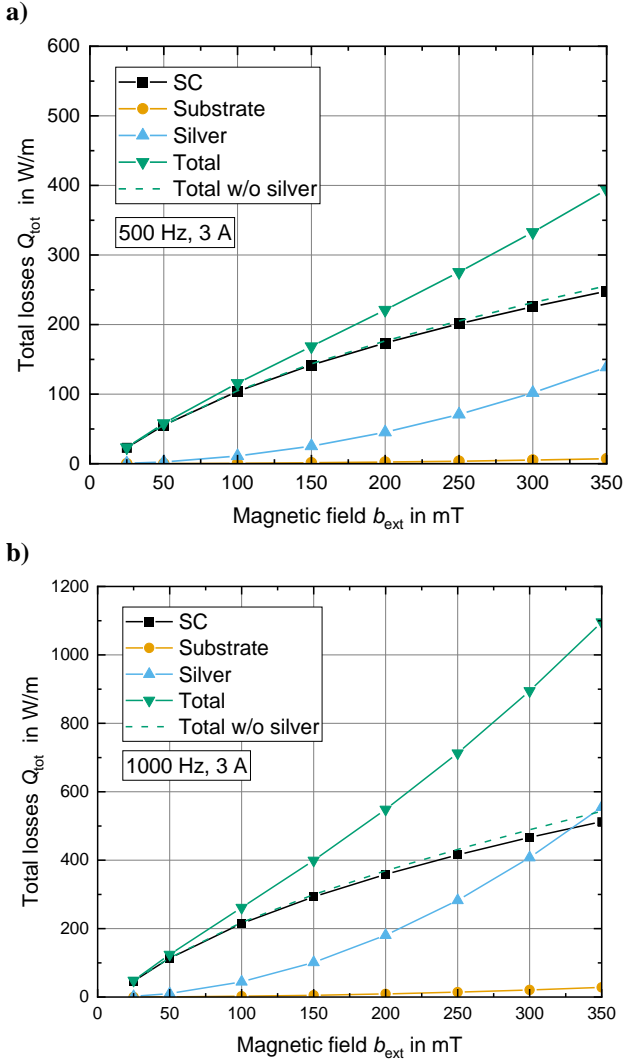 a)
600
500
400
300
200
100
0
Total losses Q_tot in W/m
SC
Substrate
Silver
Total
Total w/o silver
500 Hz, 3 A
0 50 100 150 200 250 300 350
Magnetic field b_ext in mT
b)
1200
1000
800
600
400
200
0
Total losses Q_tot in W/m
SC
Substrate
Silver
Total
Total w/o silver
1000 Hz, 3 A
0 50 100 150 200 250 300 350
Magnetic field b_ext in mT